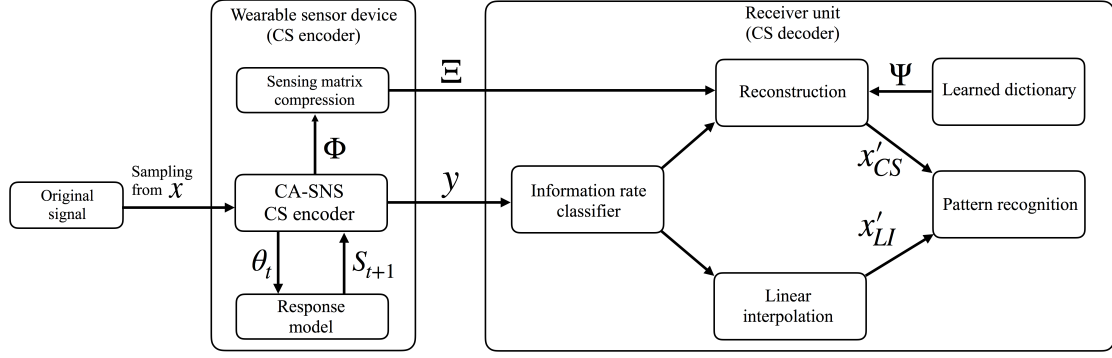 Wearable sensor device
(CS encoder)
Receiver unit
(CS decoder)
Sensing matrix
compression
Ξ
Reconstruction
Ψ
Learned dictionary
Φ
x′CS
Sampling
from x
Original
signal
CA-SNS
CS encoder
y
Information rate
classifier
Pattern recognition
x′LI
θt
St+1
Response
model
Linear
interpolation